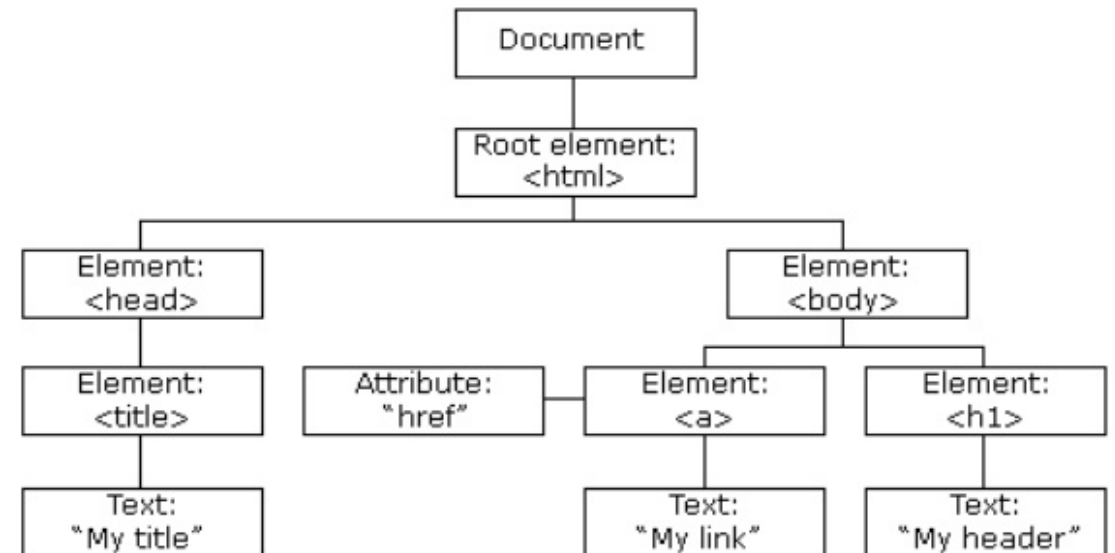 Document
Root element:
<html>
Element:
<head>
Element:
<body>
Element:
<title>
Attribute:
“href”
Element:
<a>
Element:
<h1>
Text:
“My title”
Text:
“My link”
Text:
“My header”